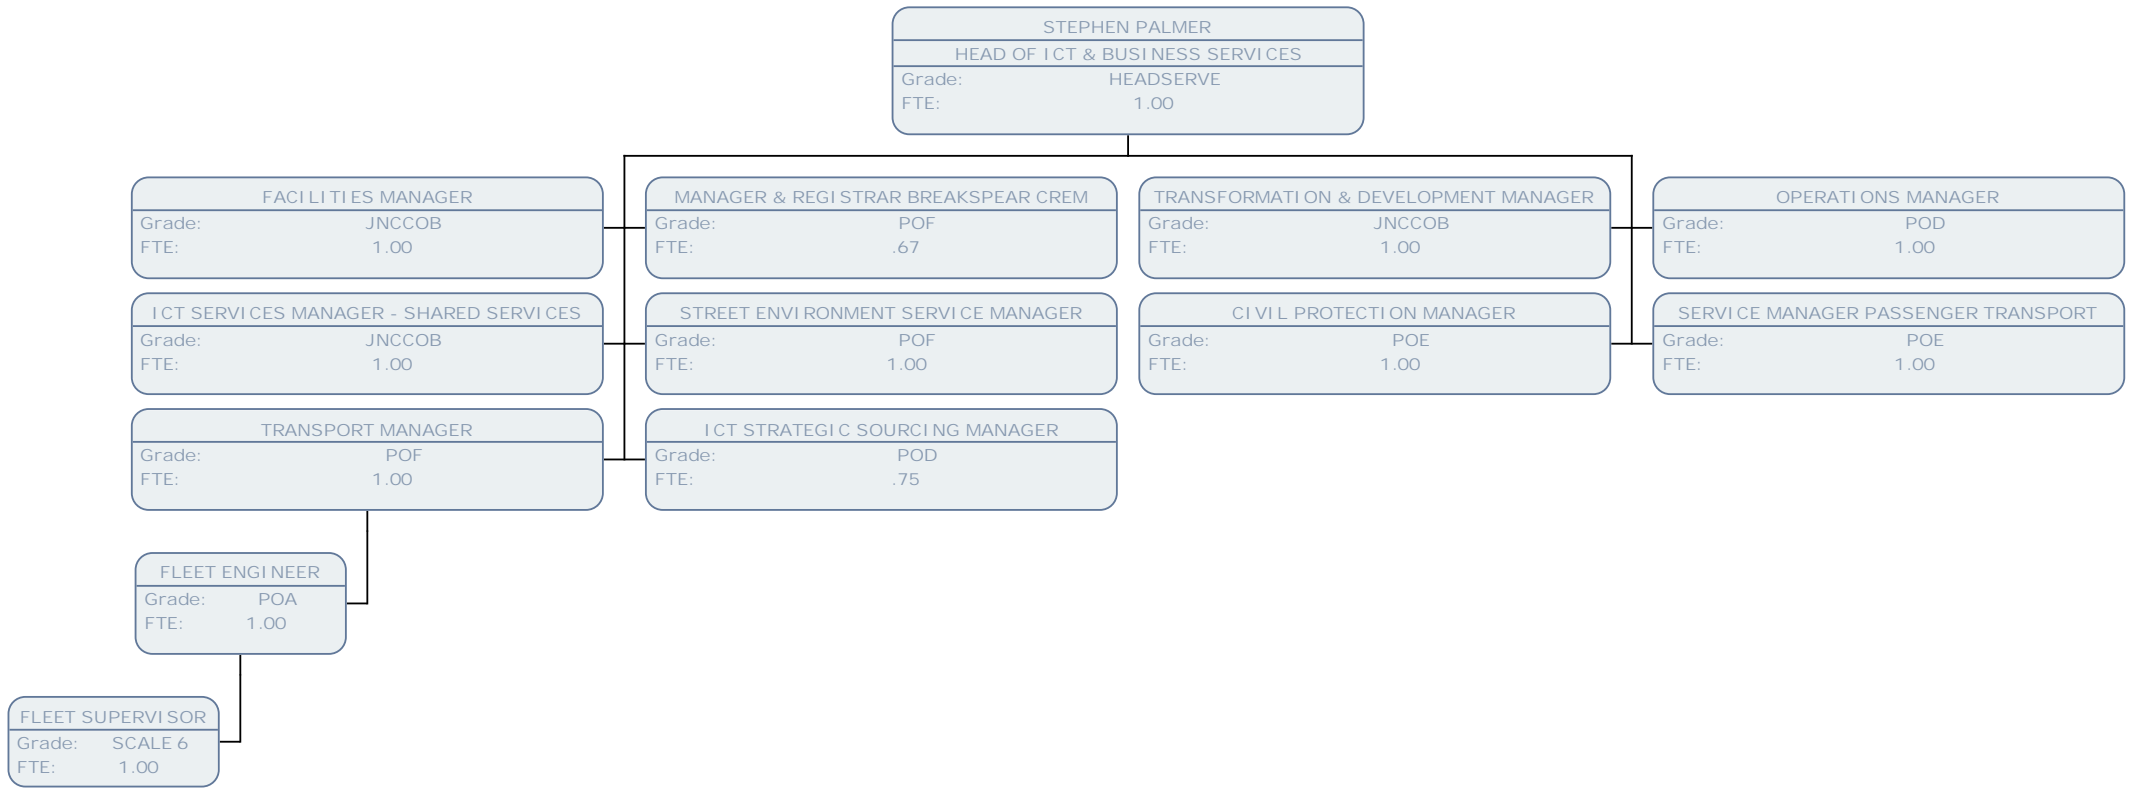 STEPHEN PALMER
HEAD OF ICT & BUSINESS SERVICES
Grade: HEADSERVE
FTE: 1.00
FACILITIES MANAGER
Grade: JNCCOB
FTE: 1.00
MANAGER & REGISTRAR BREAKSPEAR CREM
Grade: POF
FTE: .67
TRANSFORMATION & DEVELOPMENT MANAGER
Grade: JNCCOB
FTE: 1.00
OPERATIONS MANAGER
Grade: POD
FTE: 1.00
ICT SERVICES MANAGER - SHARED SERVICES
Grade: JNCCOB
FTE: 1.00
STREET ENVIRONMENT SERVICE MANAGER
Grade: POF
FTE: 1.00
CIVIL PROTECTION MANAGER
Grade: POE
FTE: 1.00
SERVICE MANAGER PASSENGER TRANSPORT
Grade: POE
FTE: 1.00
TRANSPORT MANAGER
Grade: POF
FTE: 1.00
ICT STRATEGIC SOURCING MANAGER
Grade: POD
FTE: .75
FLEET ENGINEER
Grade: POA
FTE: 1.00
FLEET SUPERVISOR
Grade: SCALE 6
FTE: 1.00